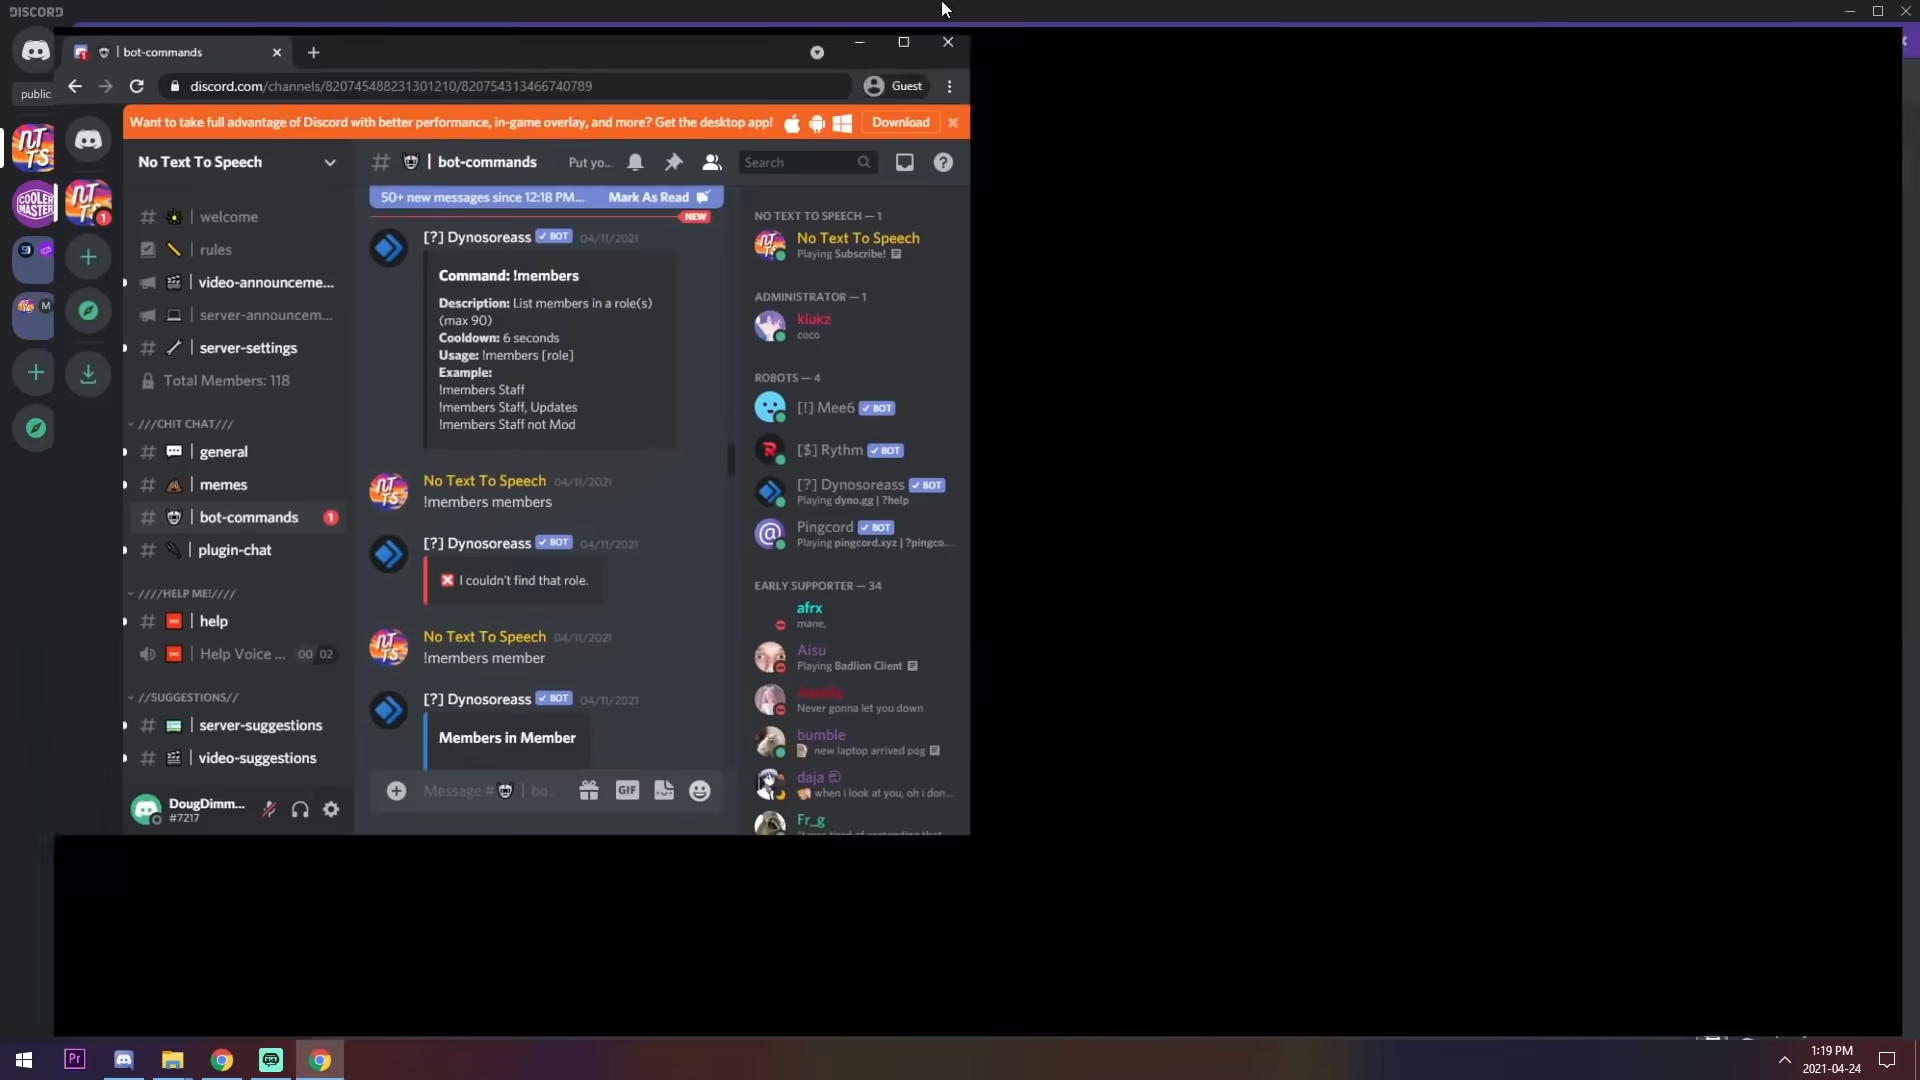 DISCORD
| bot-commands
public
discord.com/channels/820745488231301210/820754313466740789
Guest
Want to take full advantage of Discord with better performance, in-game overlay, and more? Get the desktop app!
Download
No Text To Speech
| bot-commands
Put yo...
Search
COOLER MASTER
| welcome
| rules
| video-announceme...
| server-announcem...
| server-settings
Total Members: 118
///CHIT CHAT///
| general
| memes
| bot-commands
1
| plugin-chat
////HELP ME!////
| help
| Help Voice ...
00 02
//SUGGESTIONS//
| server-suggestions
| video-suggestions
DougDimm...
#7217
50+ new messages since 12:18 PM...
Mark As Read
NEW
[?] Dynosoreass BOT 04/11/2021
Command: !members
Description: List members in a role(s)
(max 90)
Cooldown: 6 seconds
Usage: !members [role]
Example:
!members Staff
!members Staff, Updates
!members Staff not Mod
No Text To Speech 04/11/2021
!members members
[?] Dynosoreass BOT 04/11/2021
I couldn't find that role.
No Text To Speech 04/11/2021
!members member
[?] Dynosoreass BOT 04/11/2021
Members in Member
Message # | bo...
GIF
NO TEXT TO SPEECH — 1
No Text To Speech
Playing Subscribe!
ADMINISTRATOR — 1
klukz
coco
ROBOTS — 4
[!] Mee6 BOT
[$] Rythm BOT
[?] Dynosoreass BOT
Playing dyno.gg | ?help
Pingcord BOT
Playing pingcord.xyz | ?pingco...
EARLY SUPPORTER — 34
afrx
mane,
Aisu
Playing Badlion Client
Never gonna let you down
bumble
new laptop arrived pog
daja
when i look at you, oh i don...
Fr_g
Pr
1:19 PM
2021-04-24